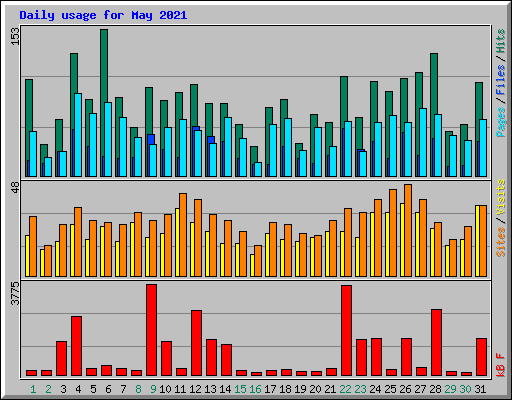 Daily usage for May 2021
153
Pages / Files / Hits
48
Sites / Visits
3775
kB F
1 2 3 4 5 6 7 8 9 10 11 12 13 14 15 16 17 18 19 20 21 22 23 24 25 26 27 28 29 30 31